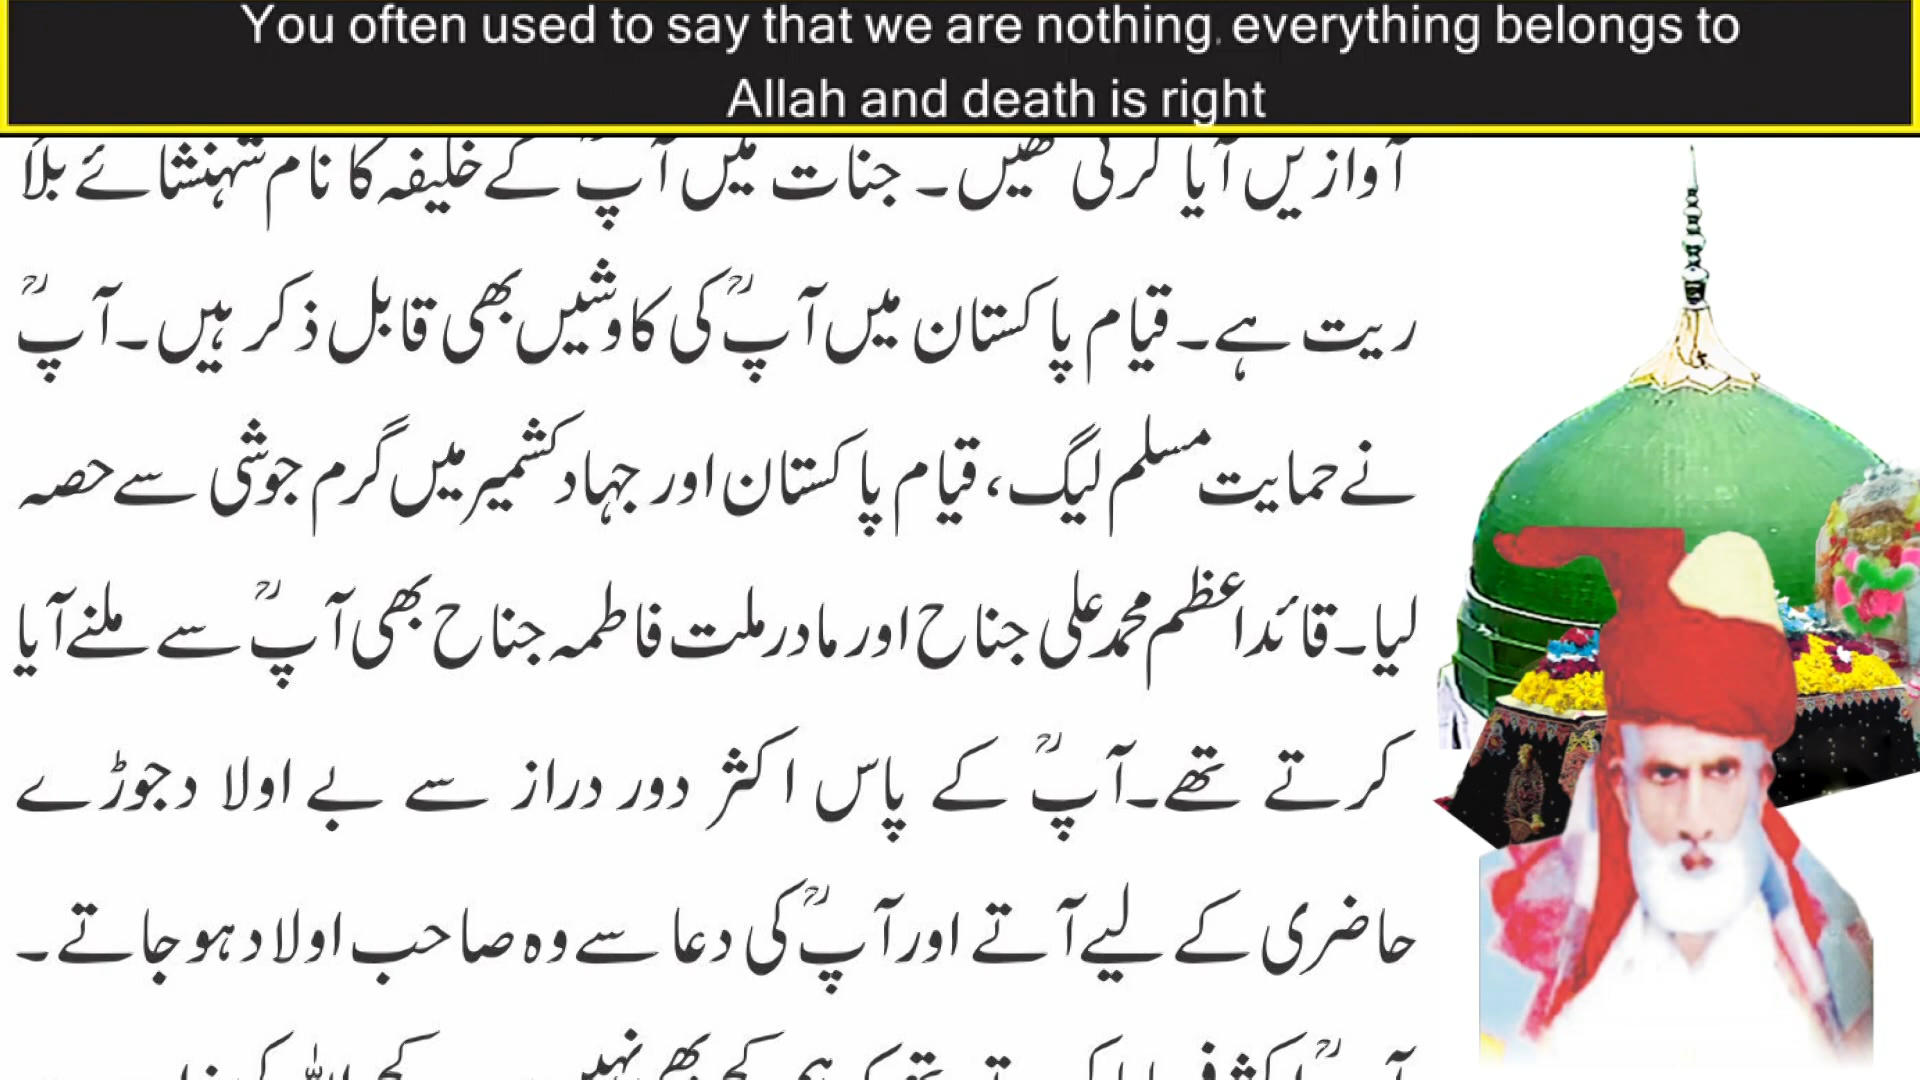 You often used to say that we are nothing, everything belongs to
Allah and death is right
آوازیں آیا کرتی تھیں۔ جنات میں آپؒ کے خلیفہ کا نام شہنشائے بلا
ریت ہے۔ قیام پاکستان میں آپؒ کی کاوشیں بھی قابل ذکر ہیں۔ آپؒ
نے حمایت مسلم لیگ، قیام پاکستان اور جہاد کشمیر میں گرم جوشی سے حصہ
لیا۔ قائداعظم محمد علی جناح اور مادر ملت فاطمہ جناح بھی آپؒ سے ملنے آیا
کرتے تھے۔ آپؒ کے پاس اکثر دور دراز سے بے اولاد جوڑے
حاضری کے لیے آتے اور آپؒ کی دعا سے وہ صاحب اولاد ہو جاتے۔